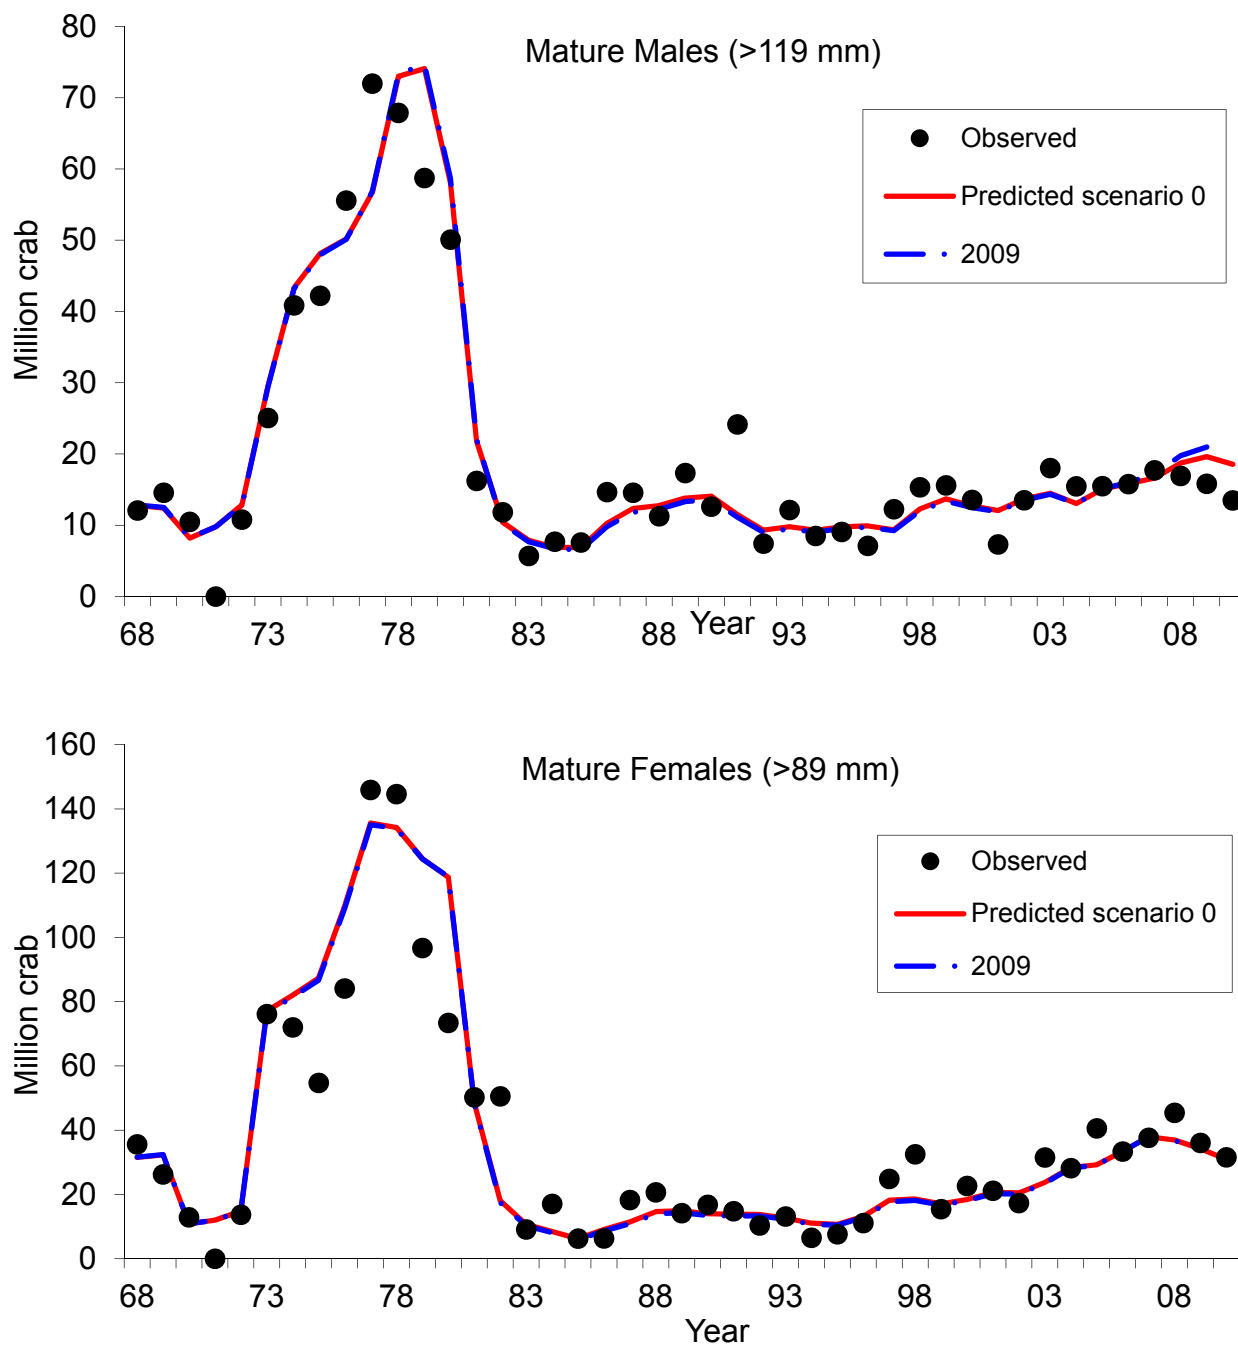 Mature Males (>119 mm)
80
70
60
50
40
30
20
10
0
Million crab
Observed
Predicted scenario 0
2009
68 73 78 83 88 93 98 03 08
Year
Mature Females (>89 mm)
160
140
120
100
80
60
40
20
0
Million crab
Observed
Predicted scenario 0
2009
68 73 78 83 88 93 98 03 08
Year